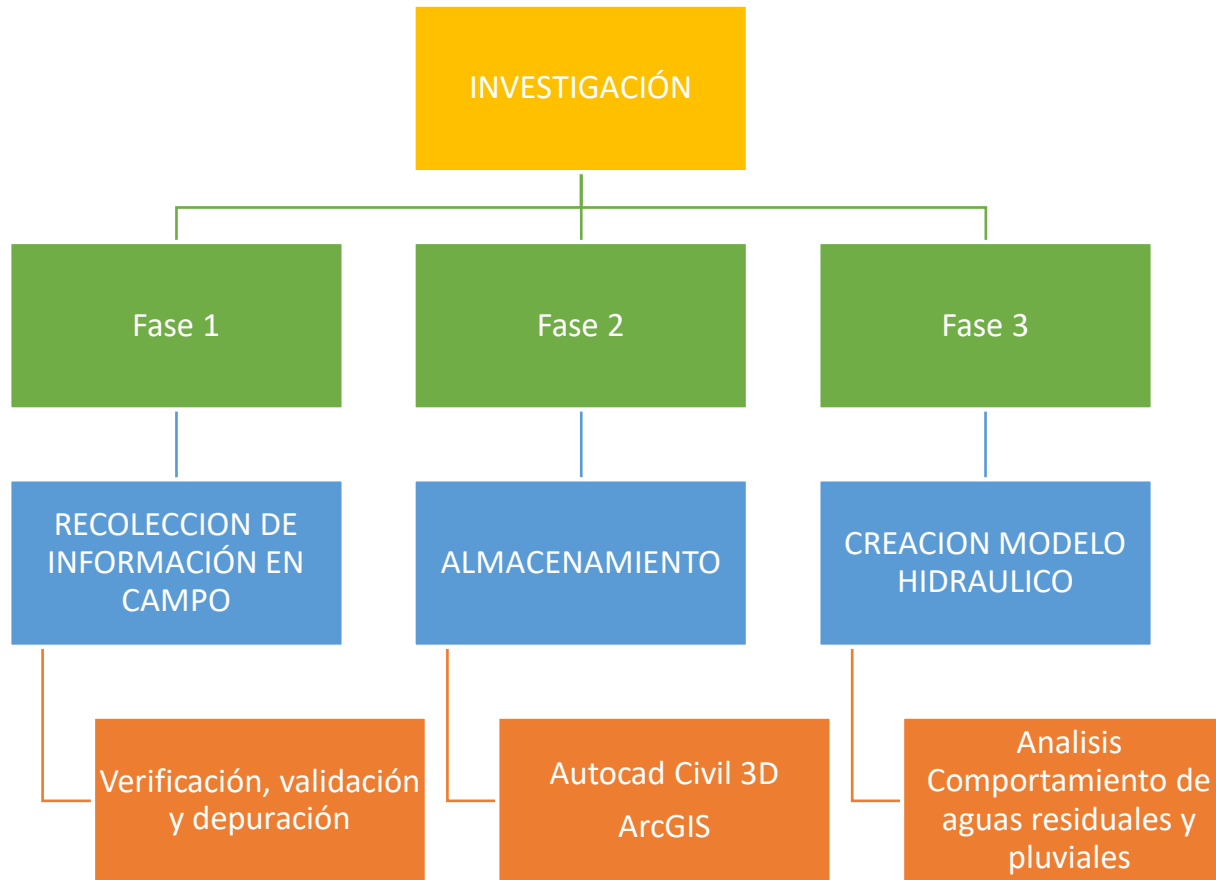 INVESTIGACIÓN
Fase 1
Fase 2
Fase 3
RECOLECCION DE
INFORMACIÓN EN
CAMPO
ALMACENAMIENTO
CREACION MODELO
HIDRAULICO
Verificación, validación
y depuración
Autocad Civil 3D
ArcGIS
Analisis
Comportamiento de
aguas residuales y
pluviales